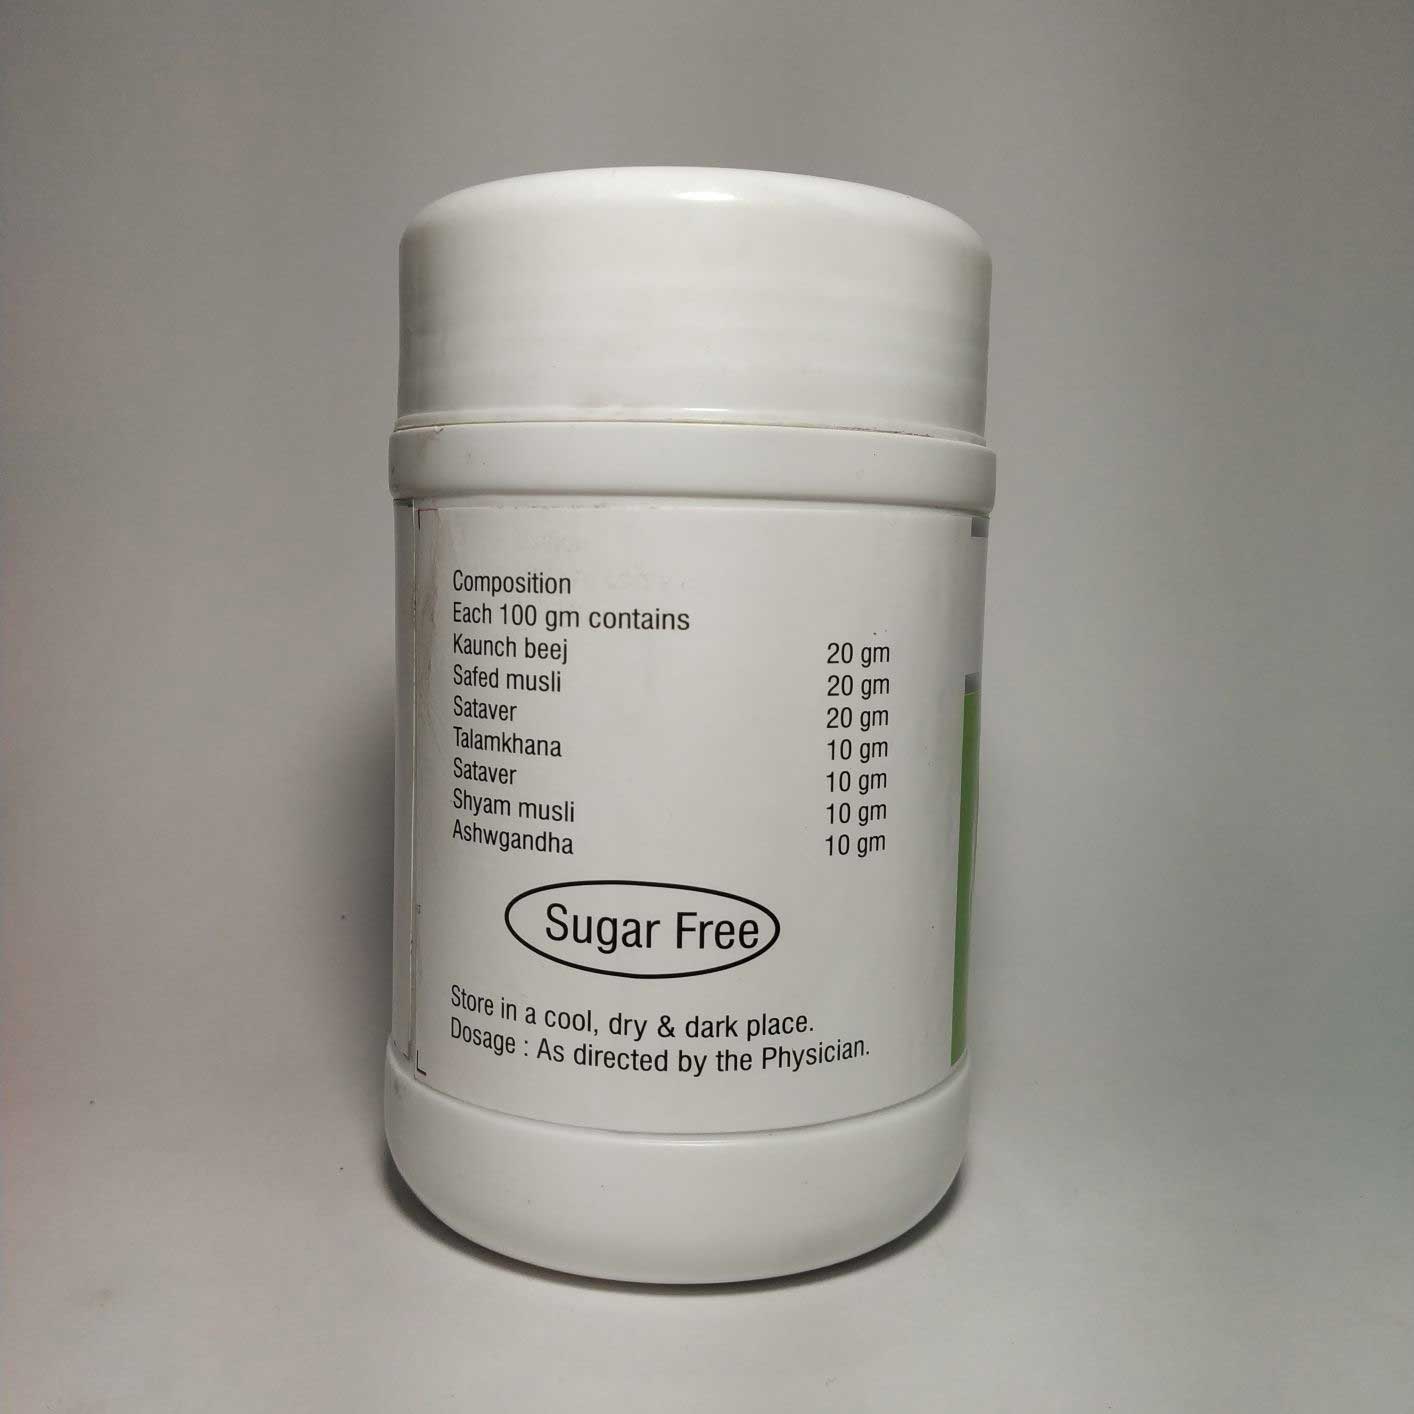 Composition
Each 100 gm contains
Kaunch beej 20 gm
Safed musli 20 gm
Sataver 20 gm
Talamkhana 10 gm
Sataver 10 gm
Shyam musli 10 gm
Ashwgandha 10 gm
Sugar Free
Store in a cool, dry & dark place.
Dosage : As directed by the Physician.